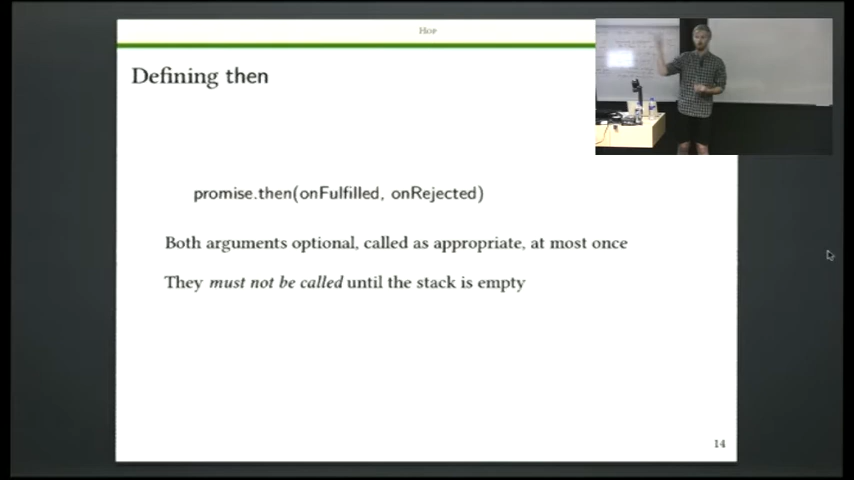 Hop
Defining then
promise.then(onFulfilled, onRejected)
Both arguments optional, called as appropriate, at most once
They must not be called until the stack is empty
14